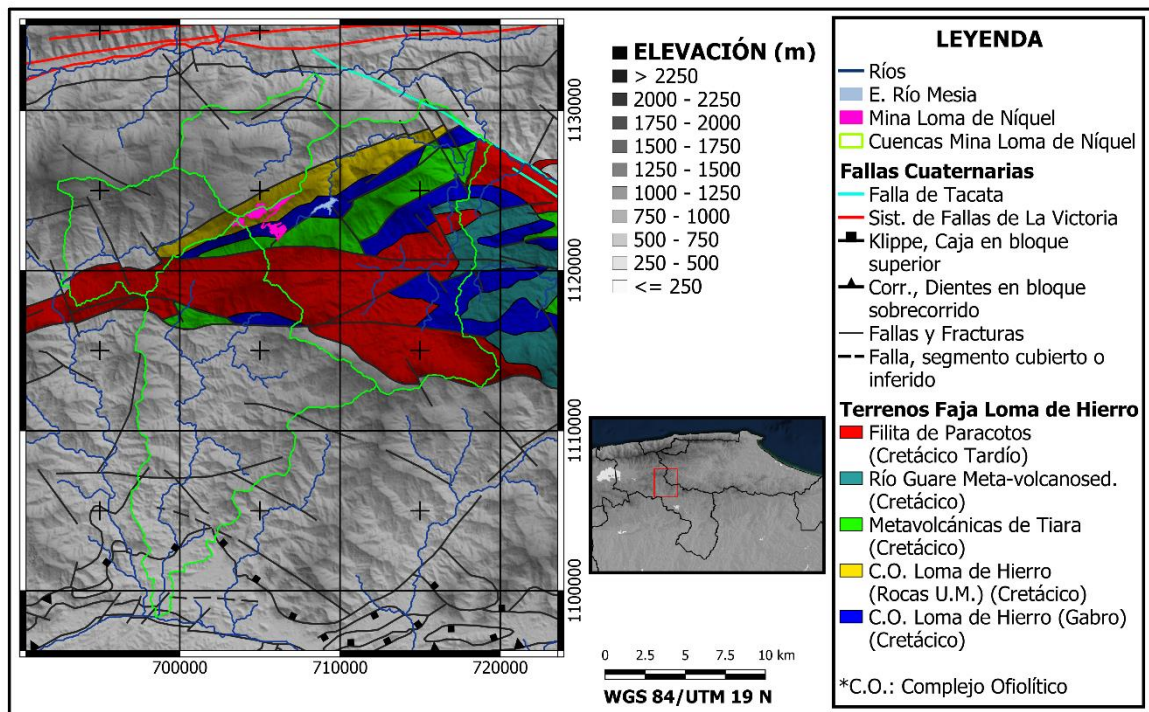 1130000
1120000
1110000
1100000
700000
710000
720000
ELEVACIÓN (m)
> 2250
2000 - 2250
1750 - 2000
1500 - 1750
1250 - 1500
1000 - 1250
750 - 1000
500 - 750
250 - 500
<= 250
0 2.5 5 7.5 10 km
WGS 84/UTM 19 N
LEYENDA
Ríos
E. Río Mesia
Mina Loma de Níquel
Cuencas Mina Loma de Níquel
Fallas Cuaternarias
Falla de Tacata
Sist. de Fallas de La Victoria
Klippe, Caja en bloque
superior
Corr., Dientes en bloque
sobrecorrido
Fallas y Fracturas
Falla, segmento cubierto o
inferido
Terrenos Faja Loma de Hierro
Filita de Paracotos
(Cretácico Tardío)
Río Guare Meta-volcanosed.
(Cretácico)
Metavolcánicas de Tiara
(Cretácico)
C.O. Loma de Hierro
(Rocas U.M.) (Cretácico)
C.O. Loma de Hierro (Gabro)
(Cretácico)
*C.O.: Complejo Ofiolítico